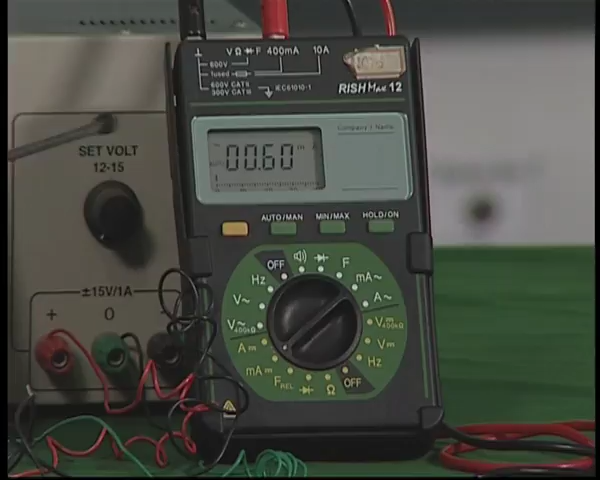 V Ω F 400mA 10A
600V
fused
600V CAT II
300V CAT III
IEC61010-1
RISH Max 12
Company • Name
00.60 m
SET VOLT
12-15
AUTO/MAN MIN/MAX HOLD/ON
OFF F
Hz mA~
V~ A~
V~ 400kΩ V 400kΩ
A V
mA Hz
F REL Ω OFF
±15V/1A
+ 0 -